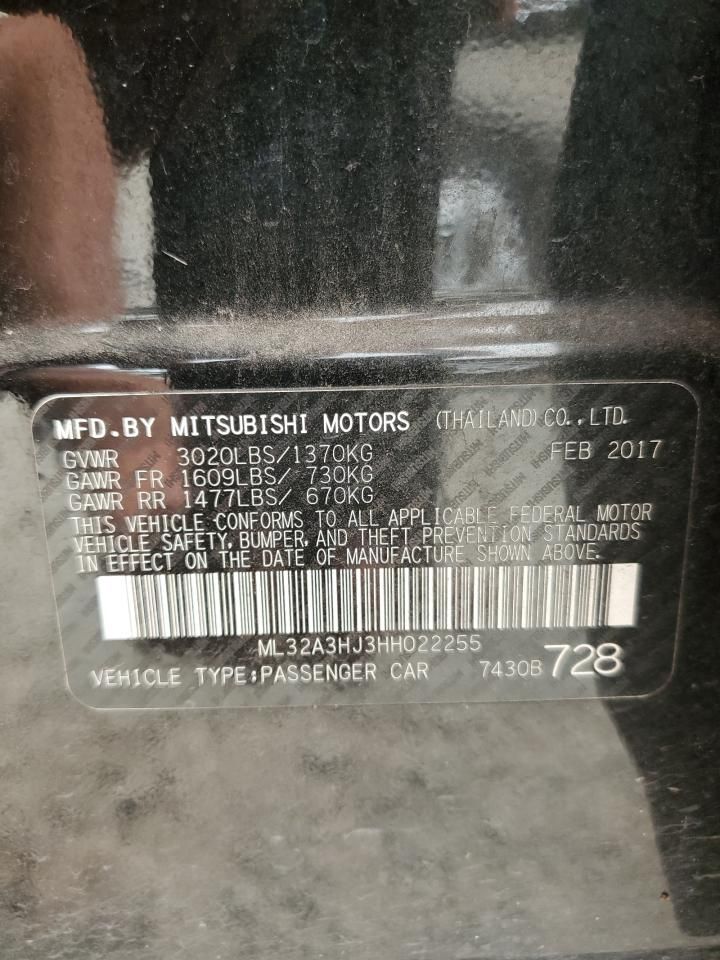 MFD.BY MITSUBISHI MOTORS (THAILAND) CO., LTD.
GVWR 3020LBS/1370KG FEB 2017
GAWR FR 1609LBS/ 730KG
GAWR RR 1477LBS/ 670KG
THIS VEHICLE CONFORMS TO ALL APPLICABLE FEDERAL MOTOR
VEHICLE SAFETY, BUMPER, AND THEFT PREVENTION STANDARDS
IN EFFECT ON THE DATE OF MANUFACTURE SHOWN ABOVE.
ML32A3HJ3HH022255
VEHICLE TYPE:PASSENGER CAR 7430B 728